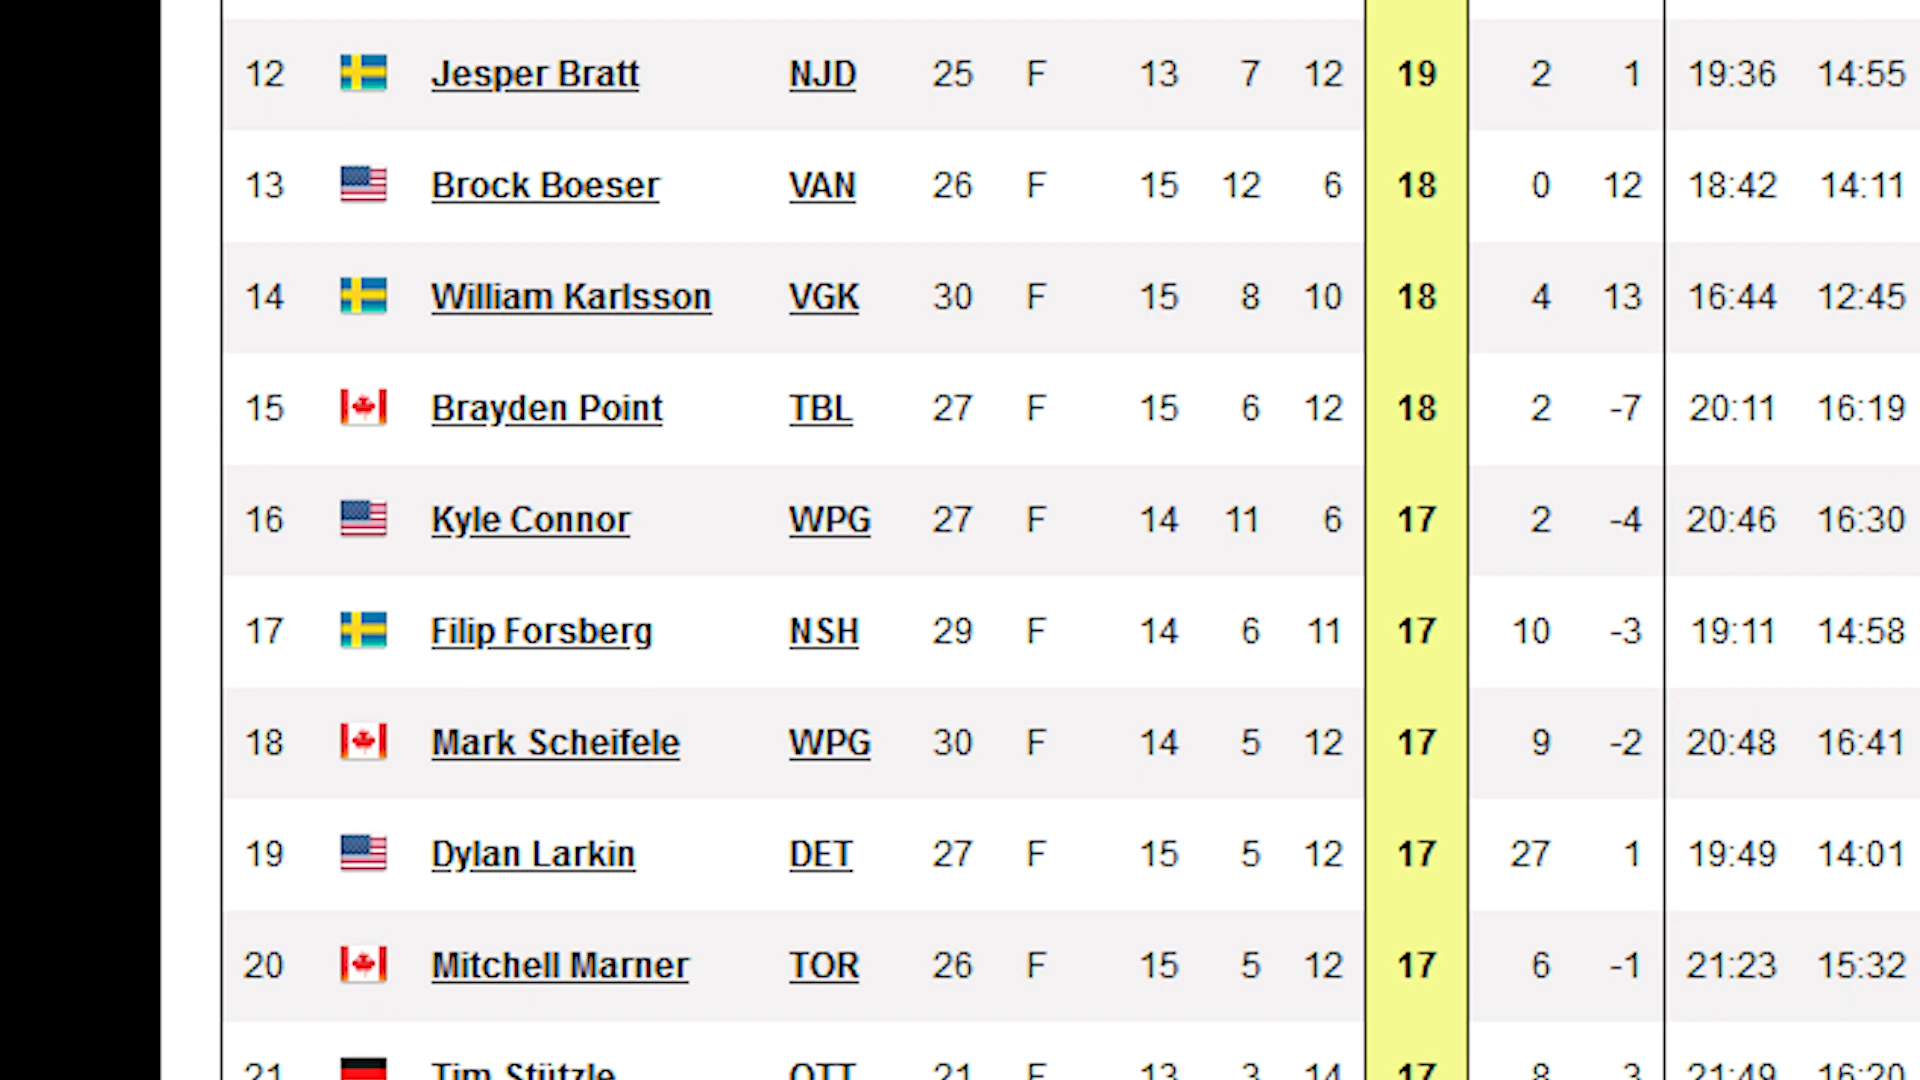 12 Jesper Bratt NJD 25 F 13 7 12 19 2 1 19:36 14:55
13 Brock Boeser VAN 26 F 15 12 6 18 0 12 18:42 14:11
14 William Karlsson VGK 30 F 15 8 10 18 4 13 16:44 12:45
15 Brayden Point TBL 27 F 15 6 12 18 2 -7 20:11 16:19
16 Kyle Connor WPG 27 F 14 11 6 17 2 -4 20:46 16:30
17 Filip Forsberg NSH 29 F 14 6 11 17 10 -3 19:11 14:58
18 Mark Scheifele WPG 30 F 14 5 12 17 9 -2 20:48 16:41
19 Dylan Larkin DET 27 F 15 5 12 17 27 1 19:49 14:01
20 Mitchell Marner TOR 26 F 15 5 12 17 6 -1 21:23 15:32
21 Tim Stützle OTT 21 F 13 3 14 17 8 3 21:49 16:20